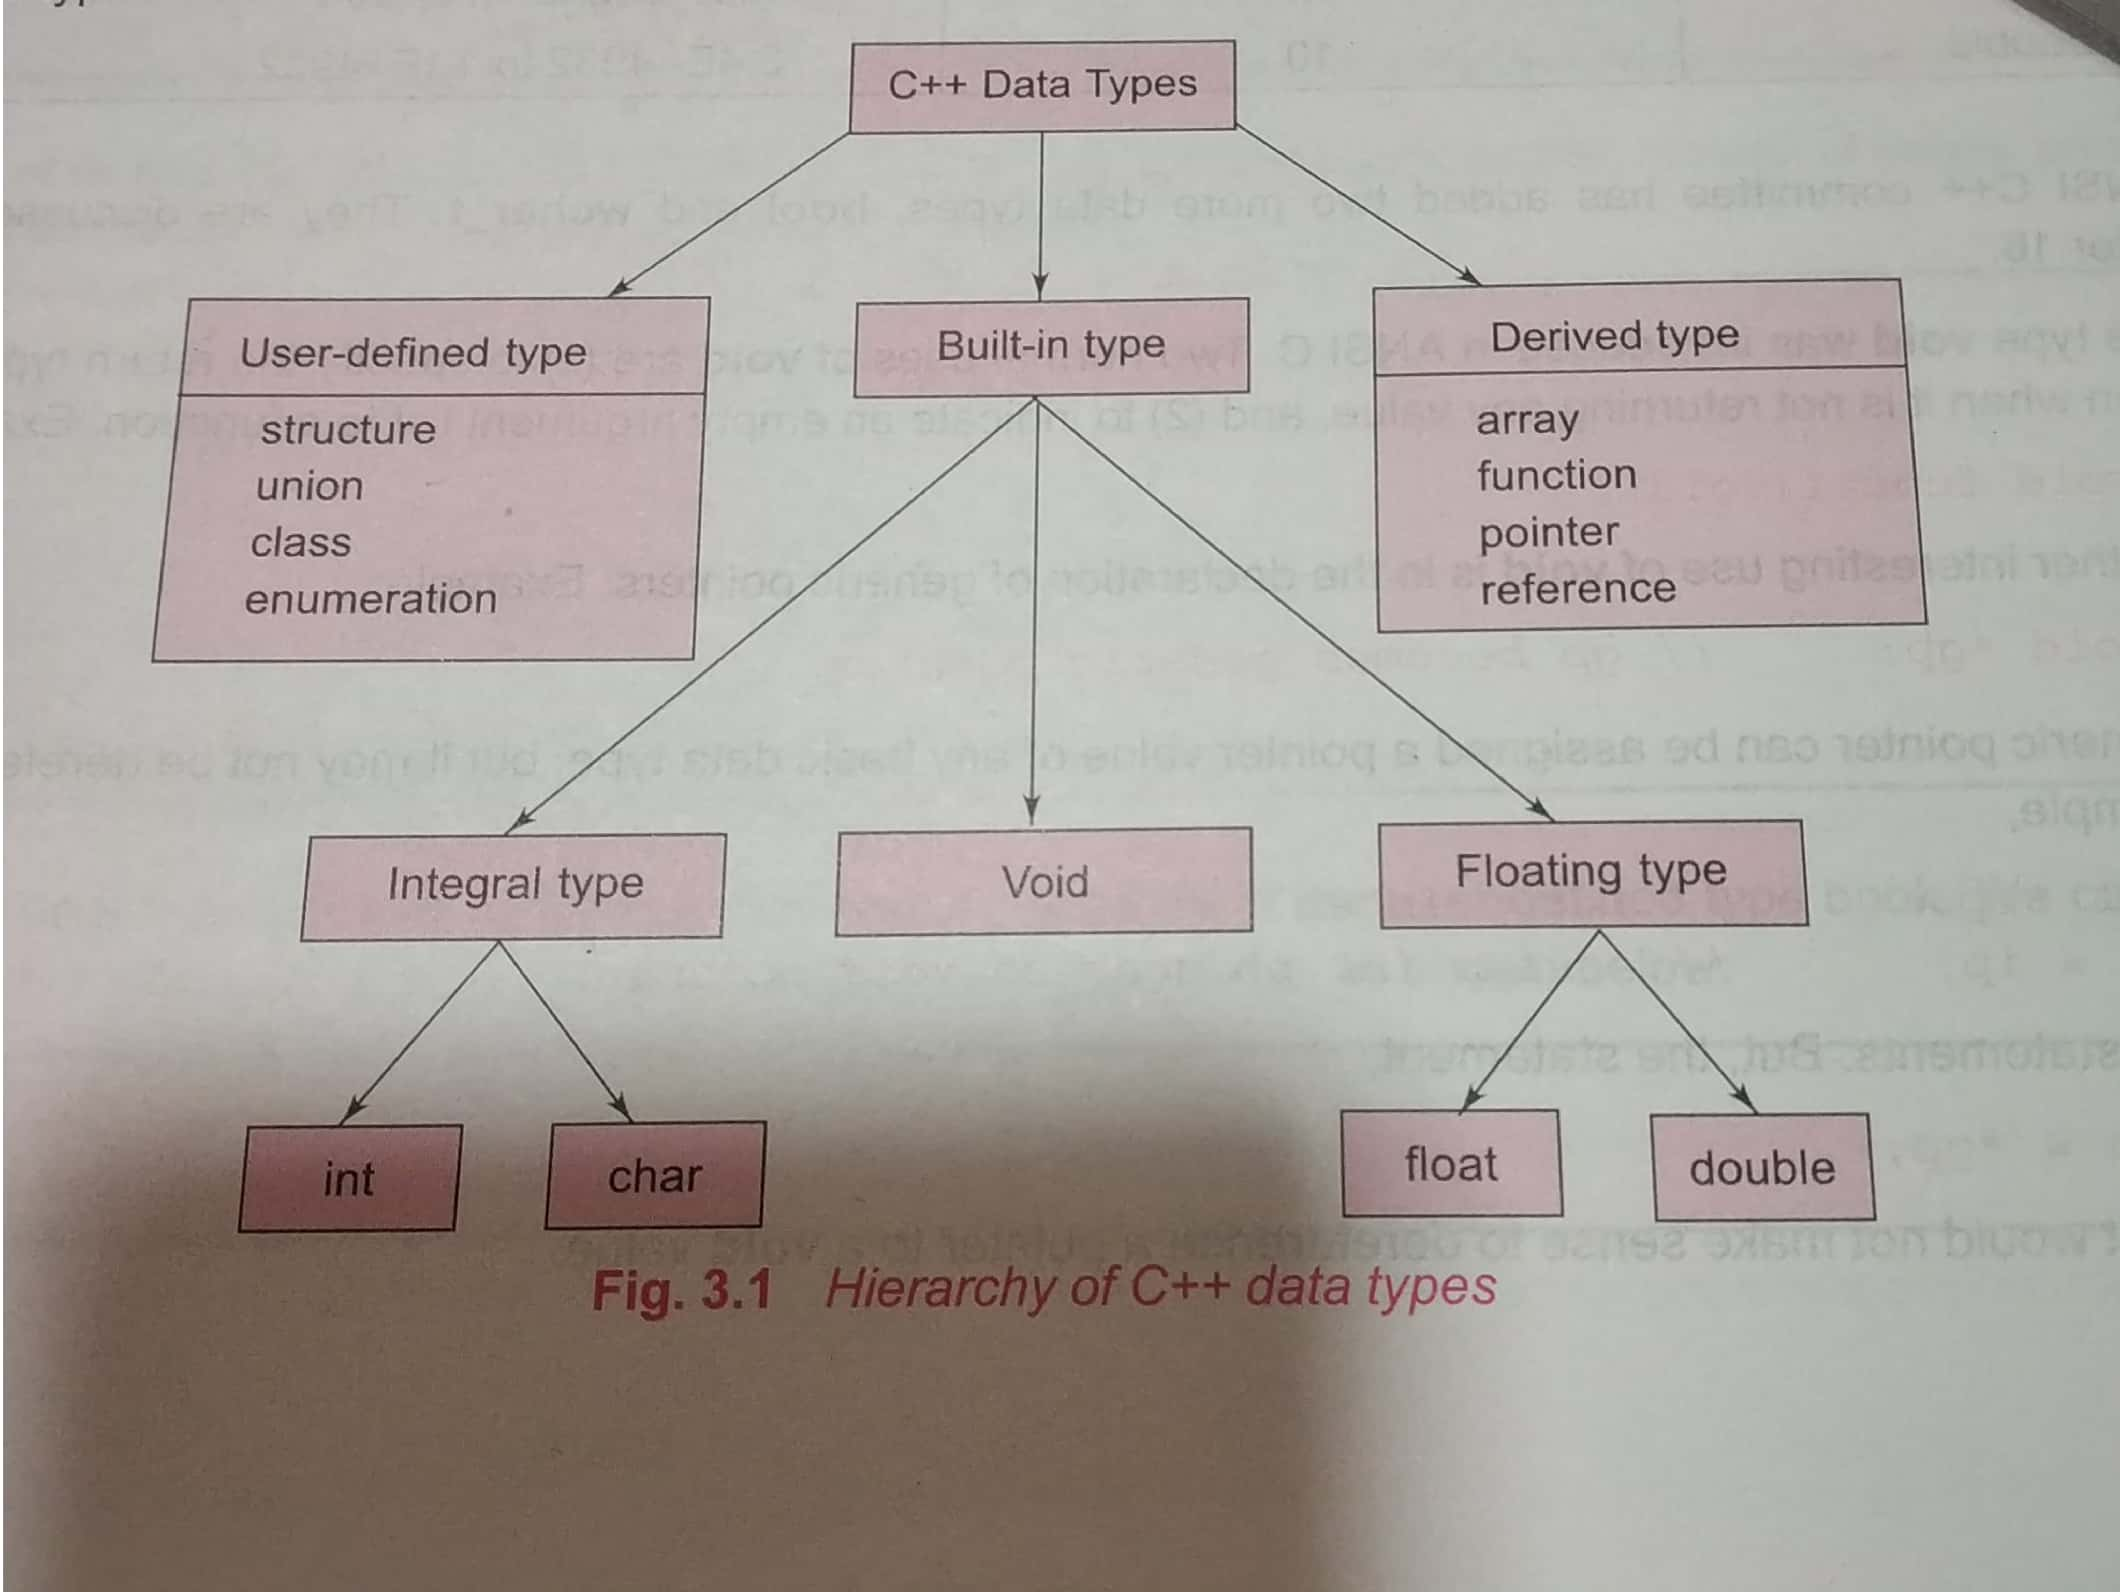 C++ Data Types
User-defined type
structure
union
class
enumeration
Built-in type
Derived type
array
function
pointer
reference
Integral type
Void
Floating type
int
char
float
double
Fig. 3.1 Hierarchy of C++ data types